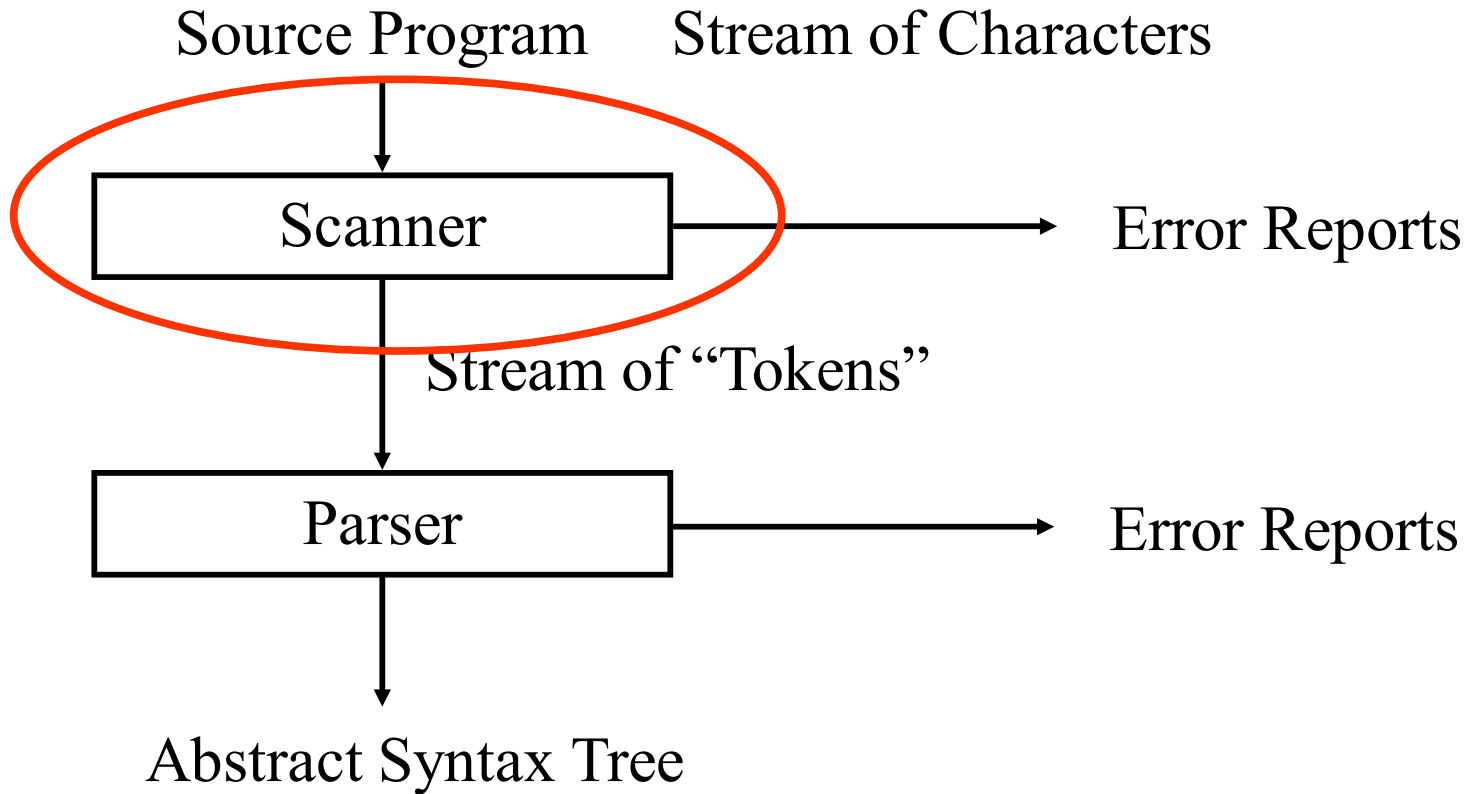 Source Program
Stream of Characters
Scanner
Error Reports
Stream of “Tokens”
Parser
Error Reports
Abstract Syntax Tree